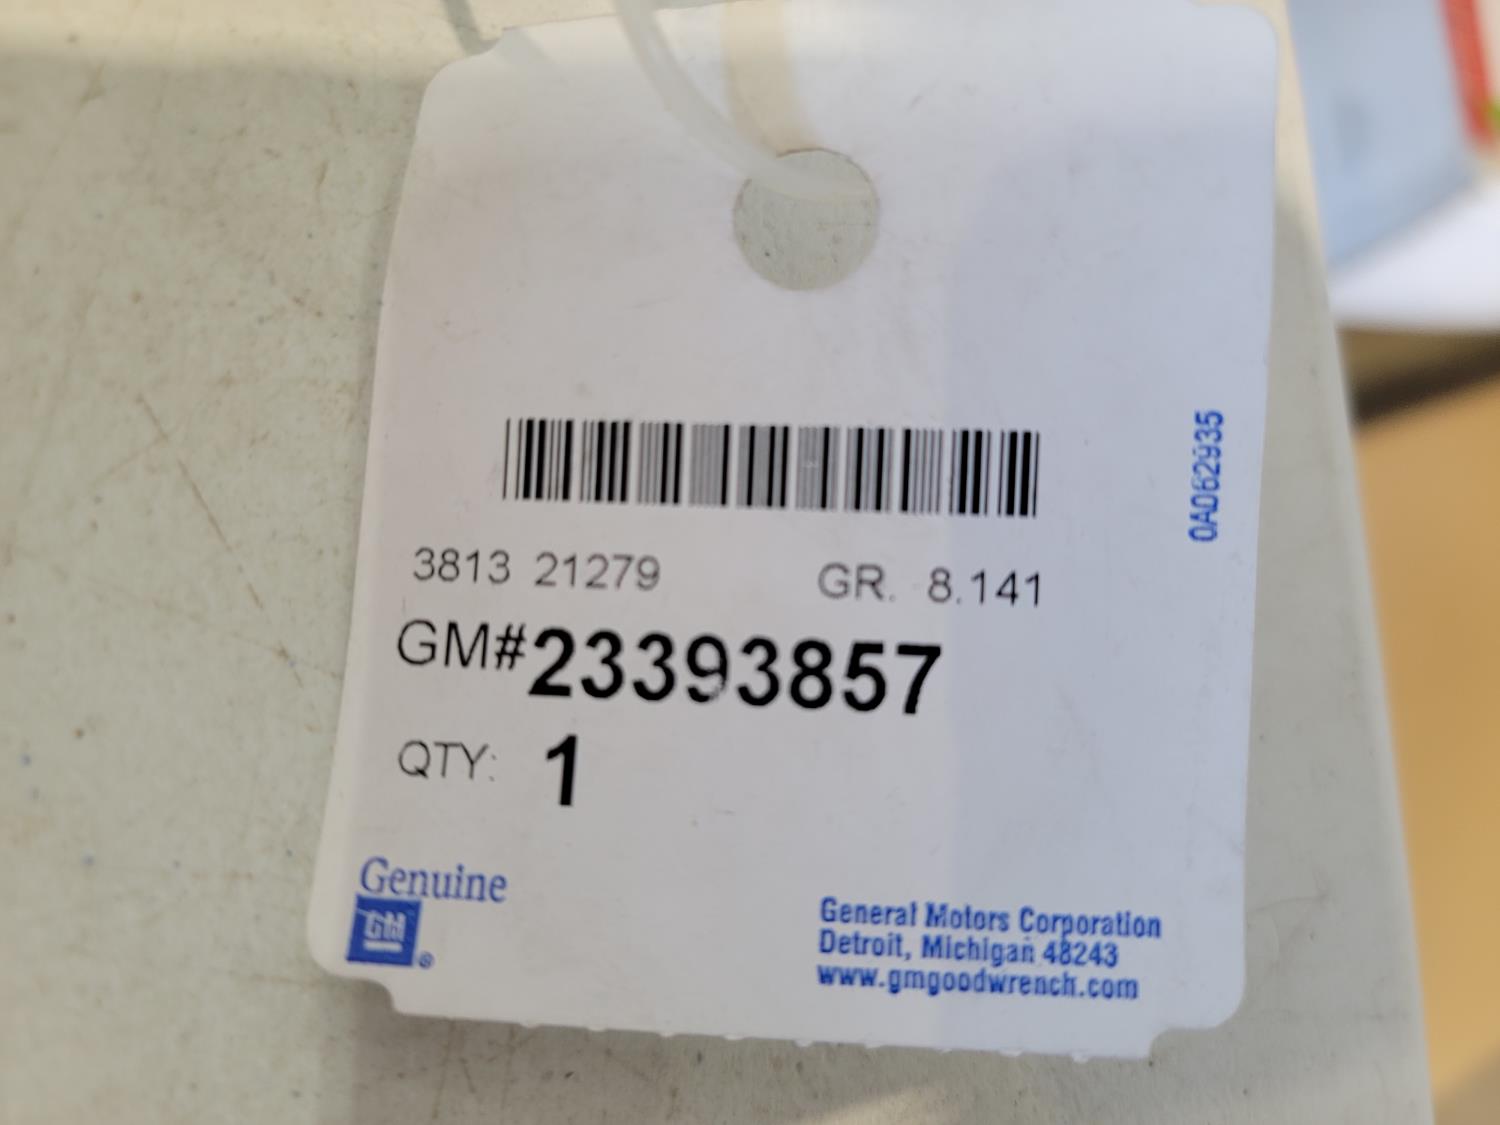 0A062935
3813 21279 GR. 8.141
GM#23393857
QTY: 1
Genuine
GM®
General Motors Corporation
Detroit, Michigan 48243
www.gmgoodwrench.com